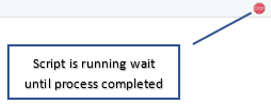 Script is running wait
until process completed